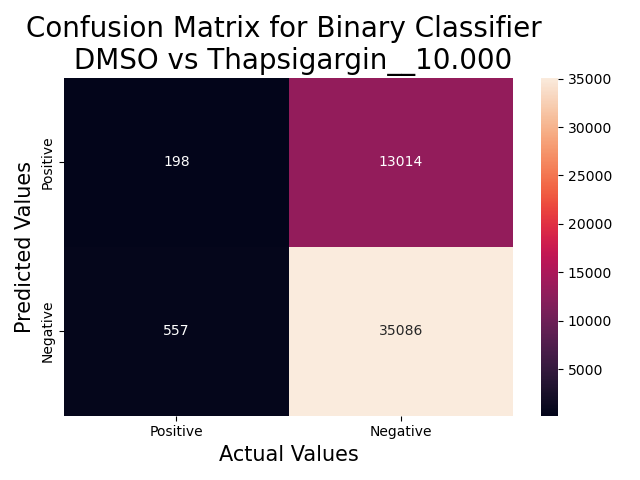 Confusion Matrix for Binary Classifier
DMSO vs Thapsigargin__10.000
Predicted Values
Positive
Negative
198
13014
557
35086
Positive
Negative
Actual Values
35000
30000
25000
20000
15000
10000
5000